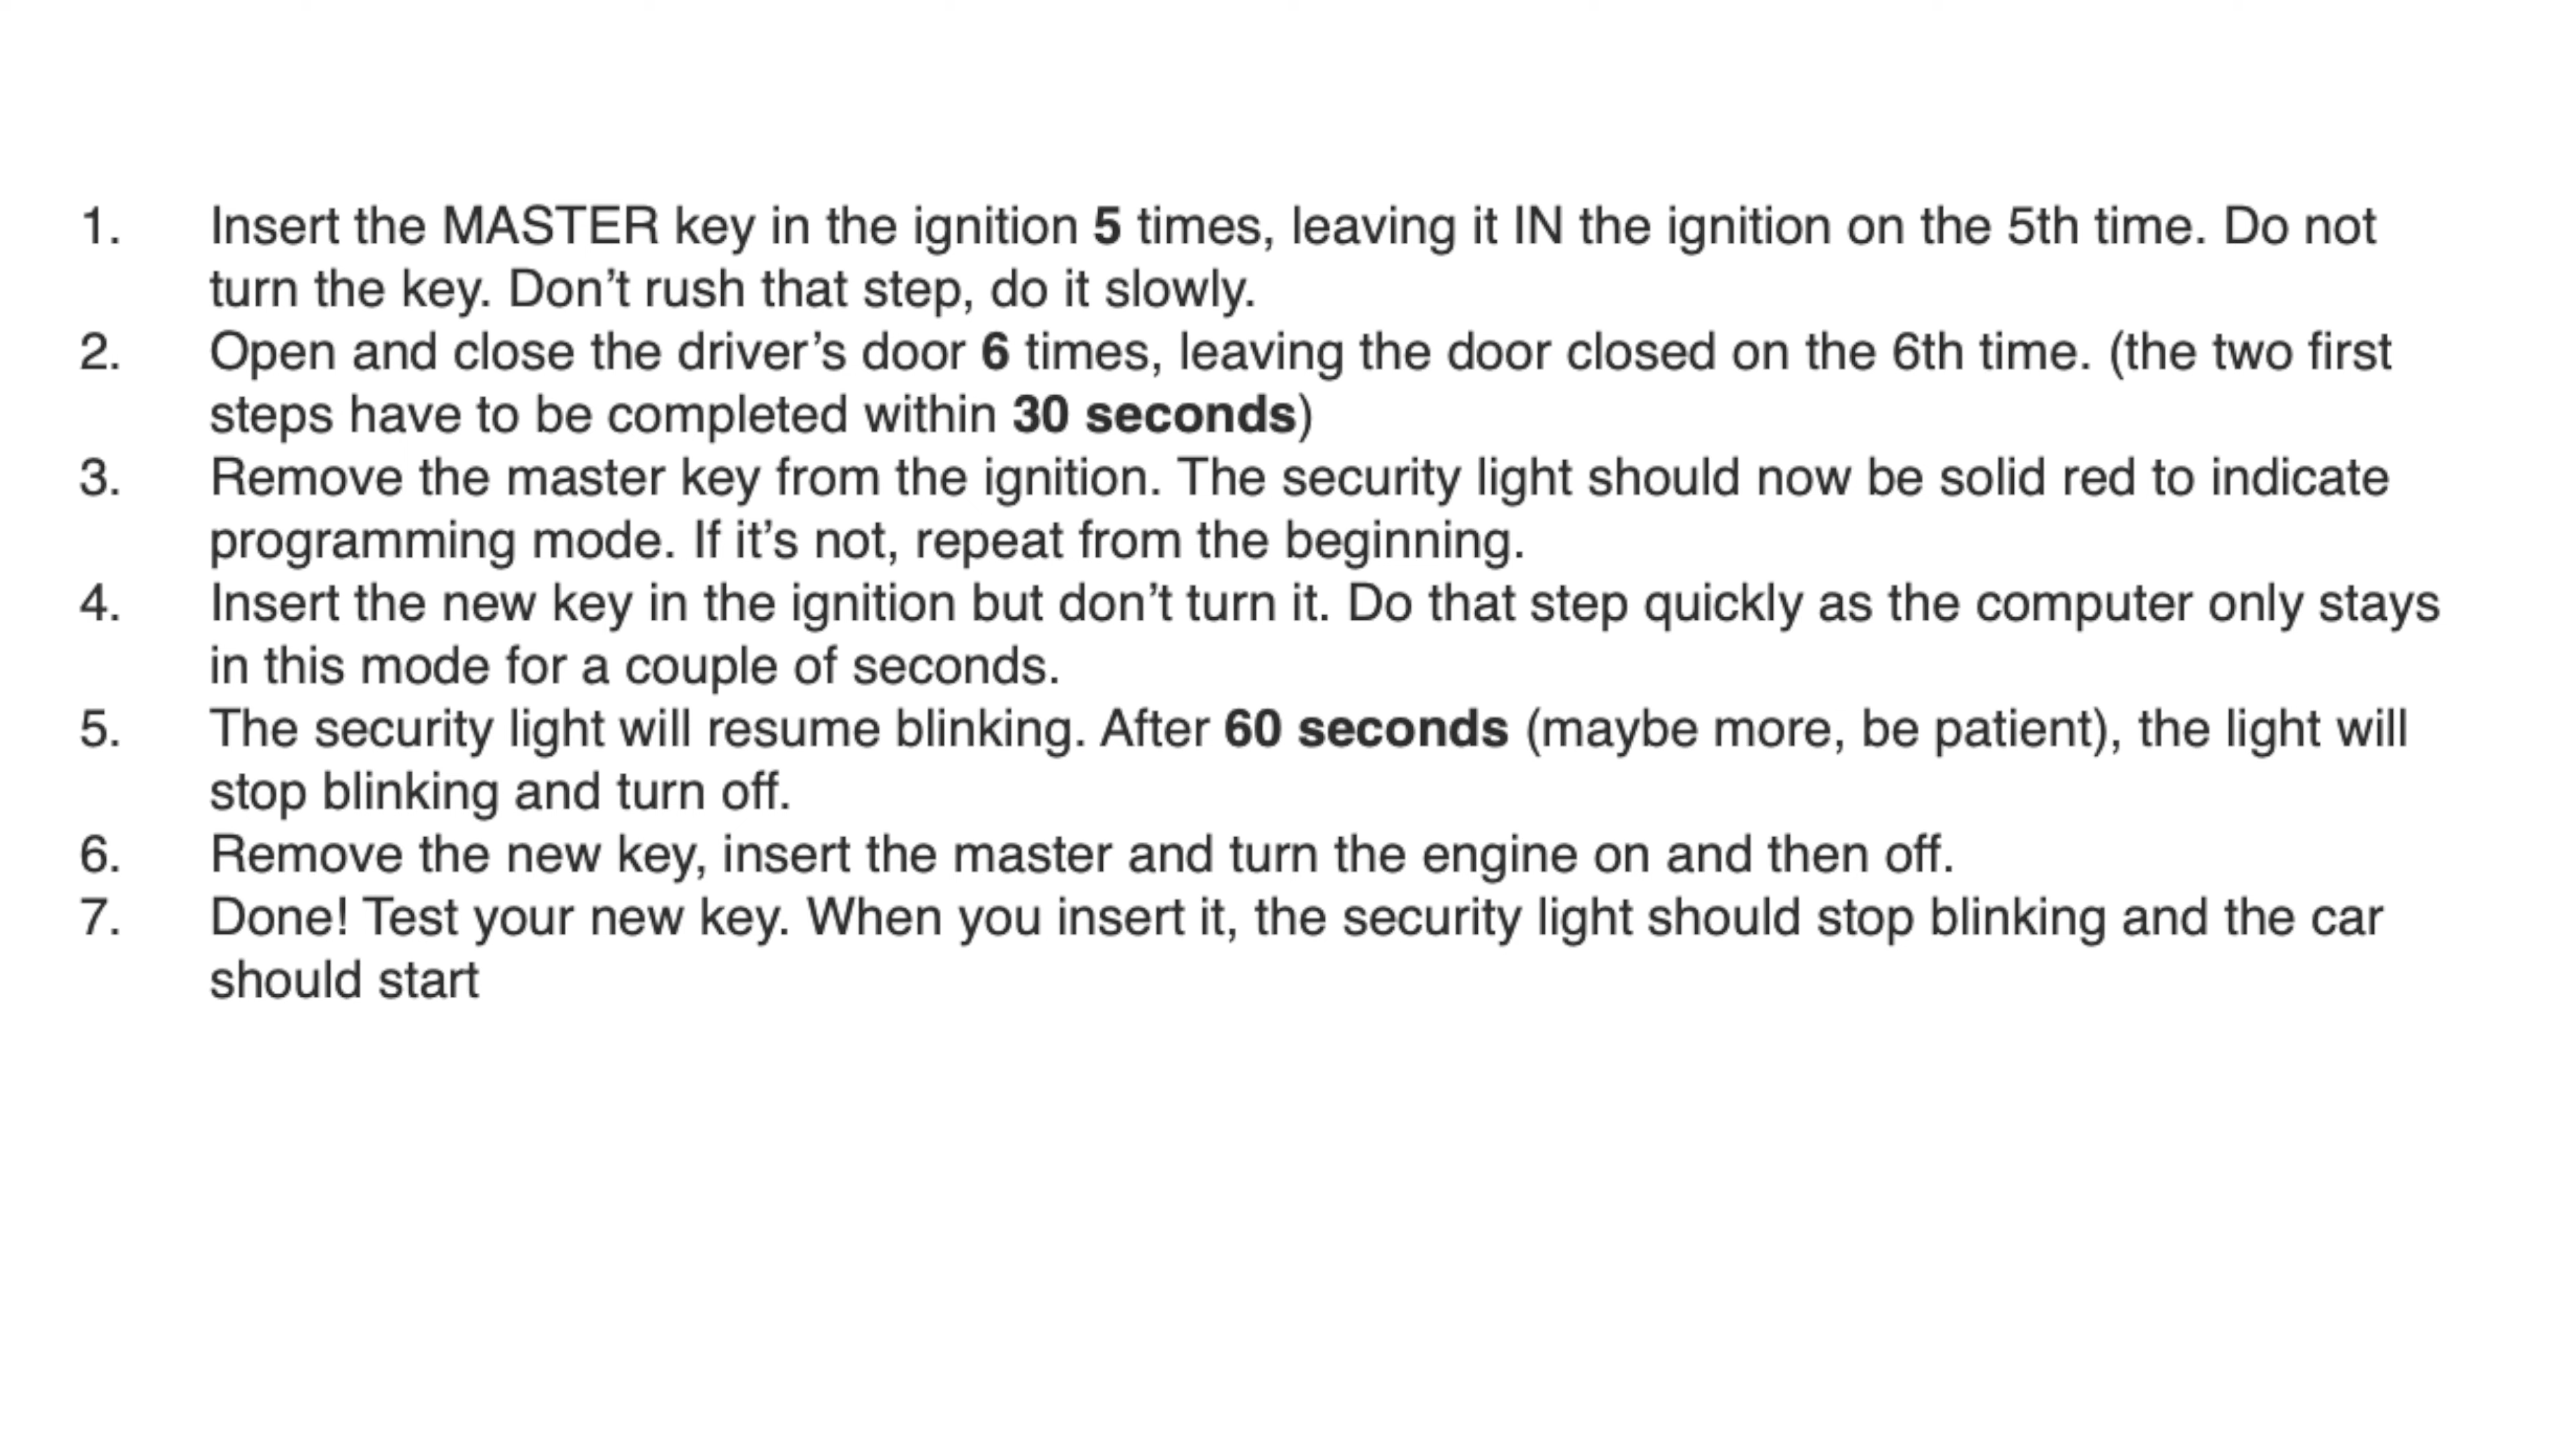 1. Insert the MASTER key in the ignition 5 times, leaving it IN the ignition on the 5th time. Do not
turn the key. Don’t rush that step, do it slowly.
2. Open and close the driver’s door 6 times, leaving the door closed on the 6th time. (the two first
steps have to be completed within 30 seconds)
3. Remove the master key from the ignition. The security light should now be solid red to indicate
programming mode. If it’s not, repeat from the beginning.
4. Insert the new key in the ignition but don’t turn it. Do that step quickly as the computer only stays
in this mode for a couple of seconds.
5. The security light will resume blinking. After 60 seconds (maybe more, be patient), the light will
stop blinking and turn off.
6. Remove the new key, insert the master and turn the engine on and then off.
7. Done! Test your new key. When you insert it, the security light should stop blinking and the car
should start